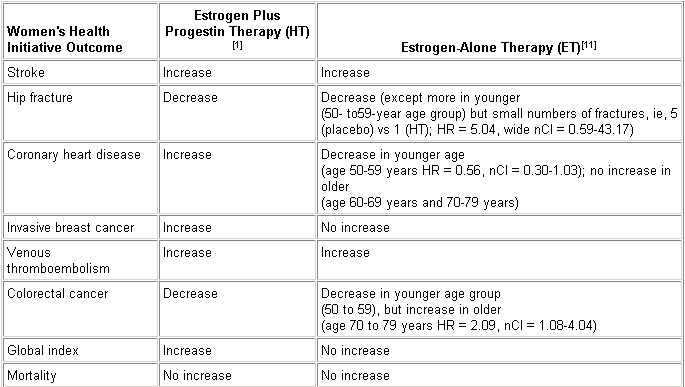 Women's Health
Initiative Outcome
Estrogen Plus
Progestin Therapy (HT)
[1]
Estrogen-Alone Therapy (ET)[11]
Stroke
Increase
Increase
Hip fracture
Decrease
Decrease (except more in younger
(50- to59-year age group) but small numbers of fractures, ie, 5
(placebo) vs 1 (HT); HR = 5.04, wide nCI = 0.59-43.17)
Coronary heart disease
Increase
Decrease in younger age
(age 50-59 years HR = 0.56, nCI = 0.30-1.03); no increase in
older
(age 60-69 years and 70-79 years)
Invasive breast cancer
Increase
No increase
Venous
thromboembolism
Increase
Increase
Colorectal cancer
Decrease
Decrease in younger age group
(50 to 59), but increase in older
(age 70 to 79 years HR = 2.09, nCI = 1.08-4.04)
Global index
Increase
No increase
Mortality
No increase
No increase